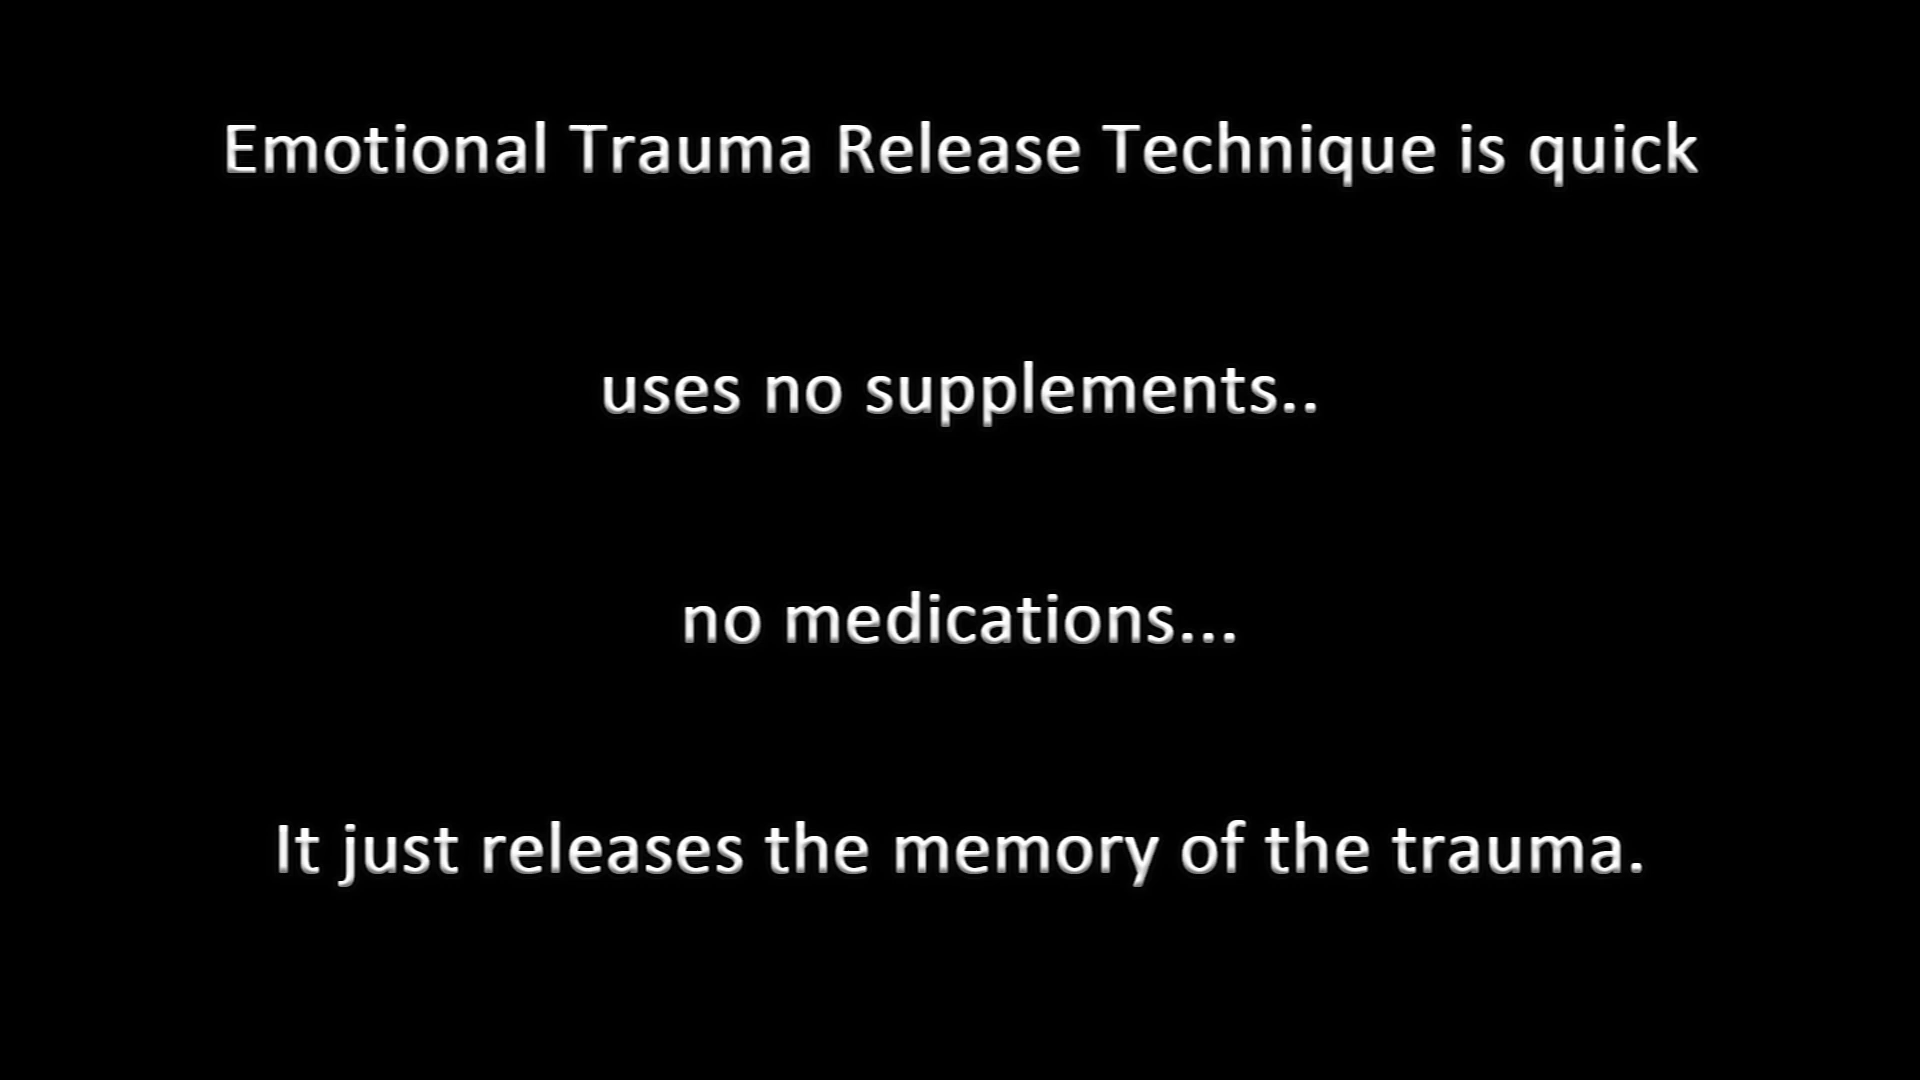 Emotional Trauma Release Technique is quick
uses no supplements..
no medications...
It just releases the memory of the trauma.